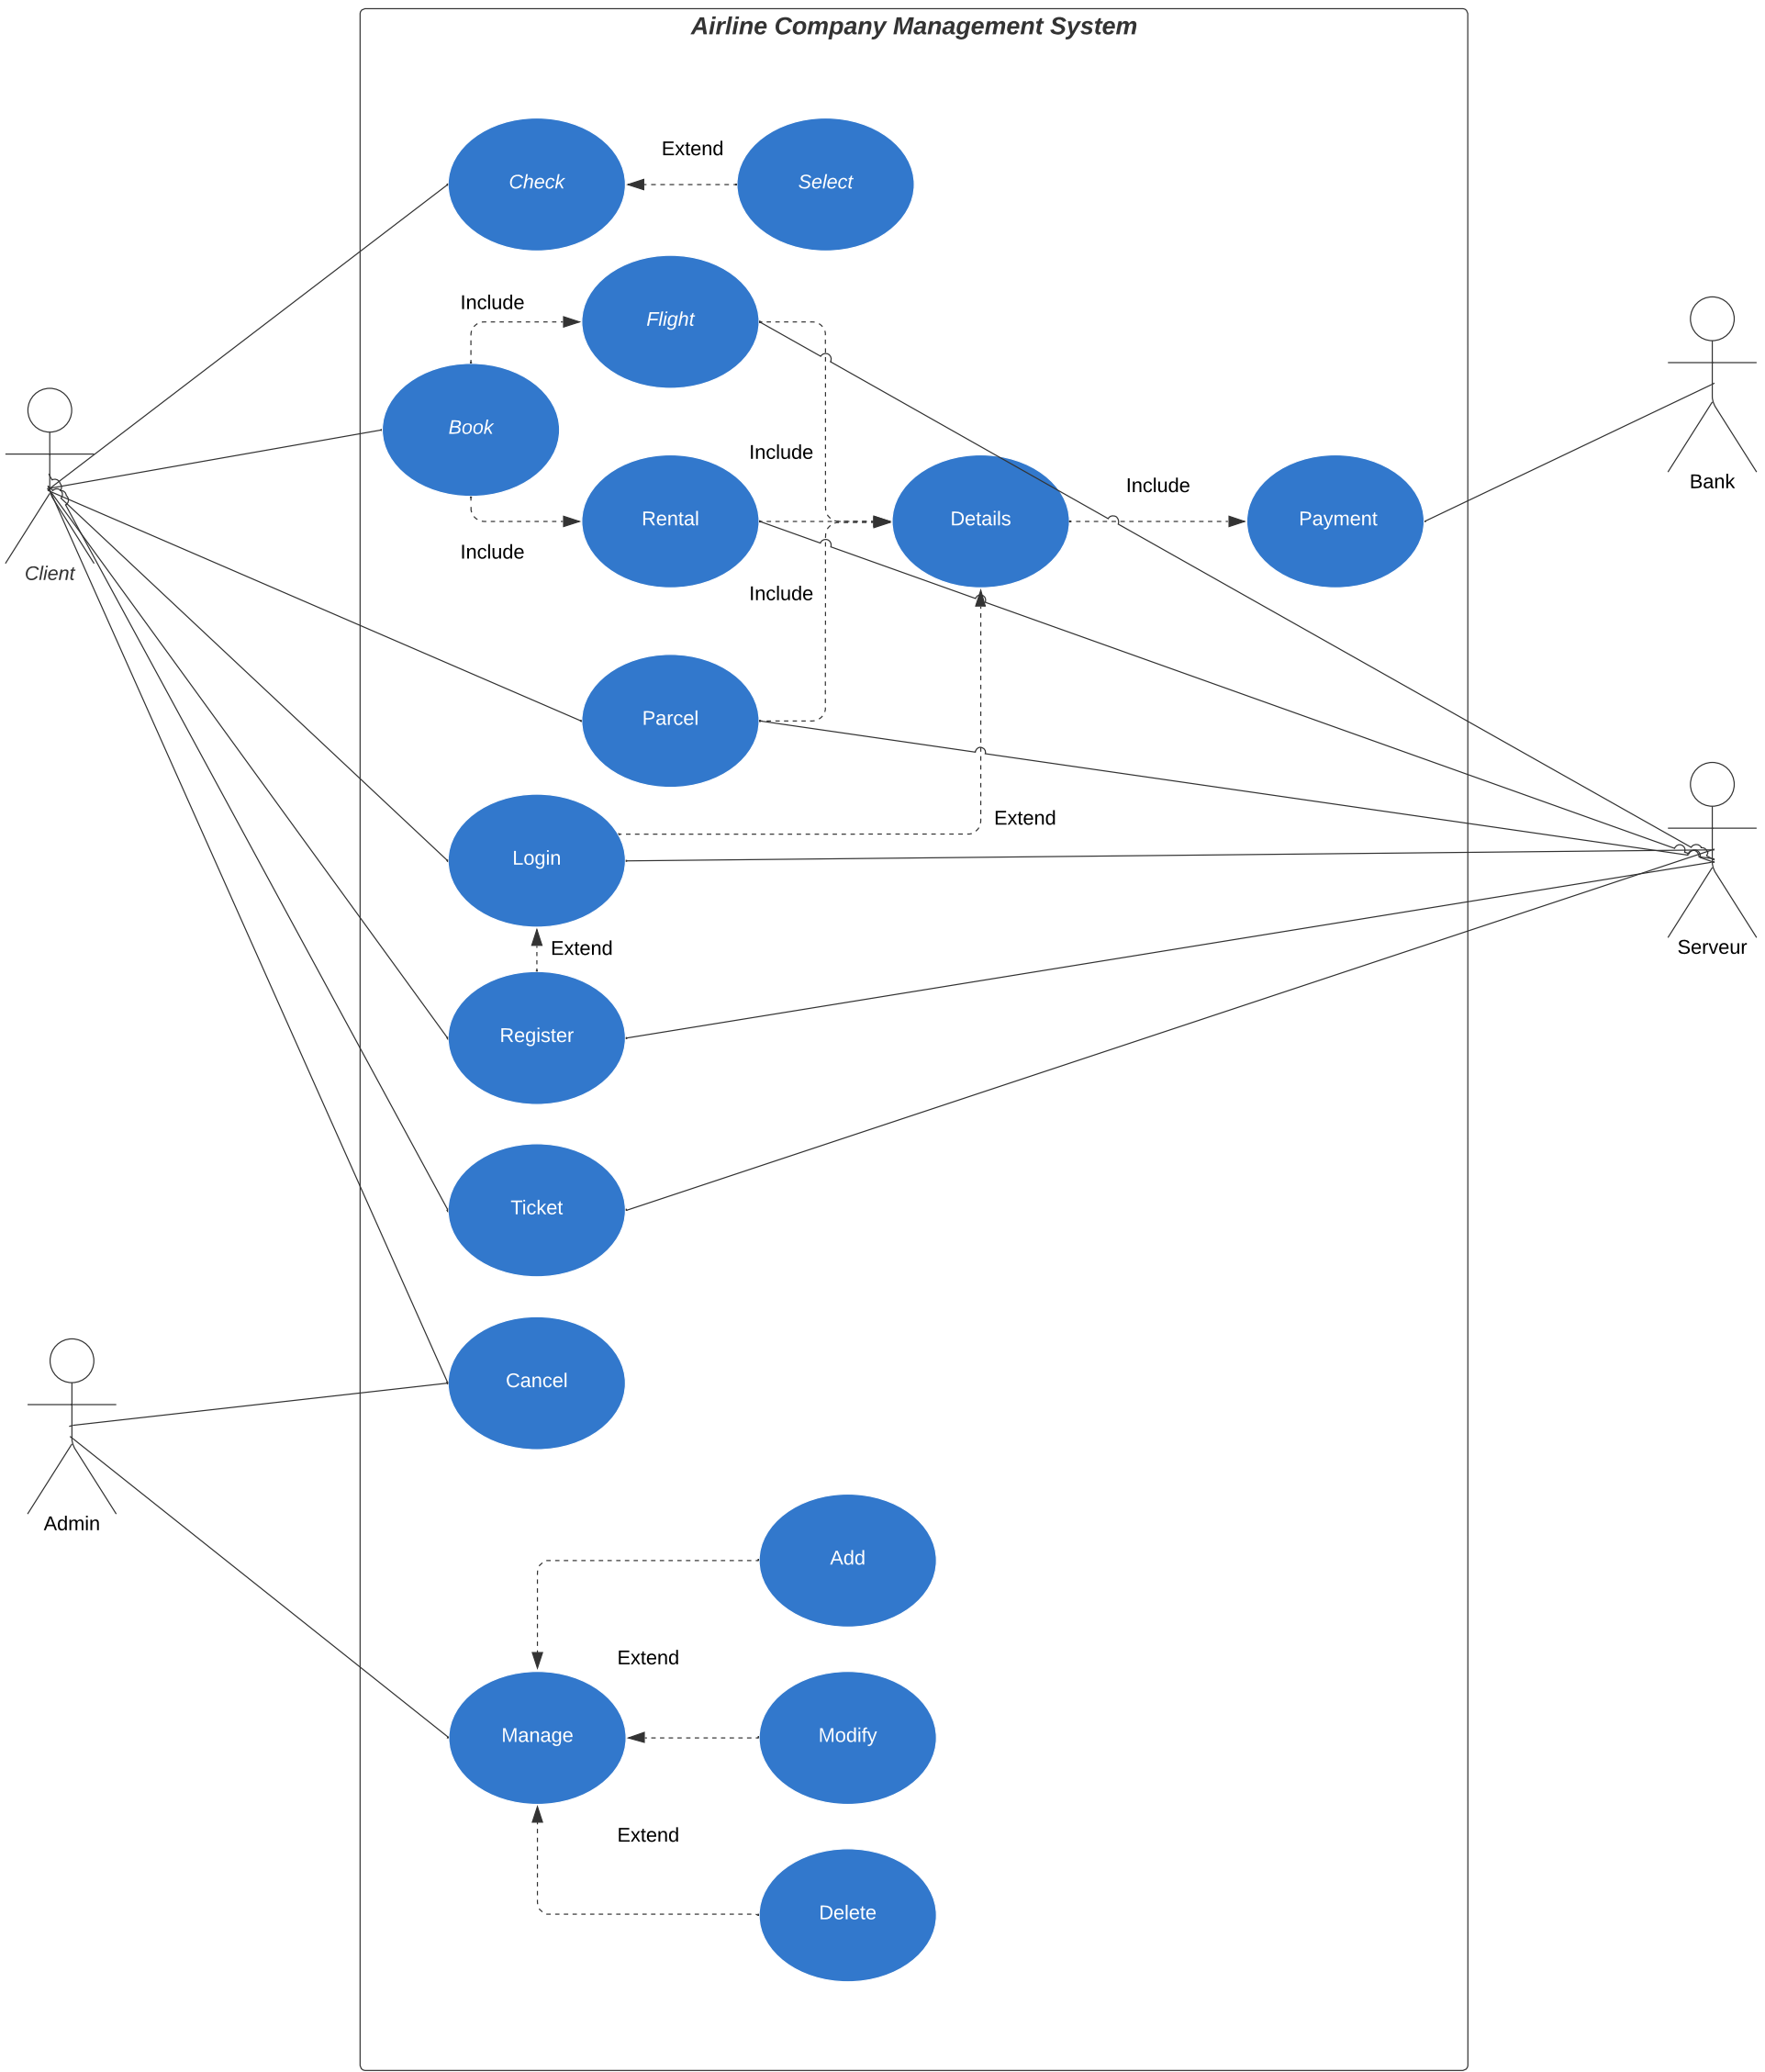 Airline Company Management System
Extend
Check
Select
Include
Flight
Book
Include
Include
Bank
Include
Rental
Details
Payment
Include
Client
Include
Parcel
Extend
Login
Extend
Serveur
Register
Ticket
Cancel
Admin
Add
Extend
Manage
Modify
Extend
Delete